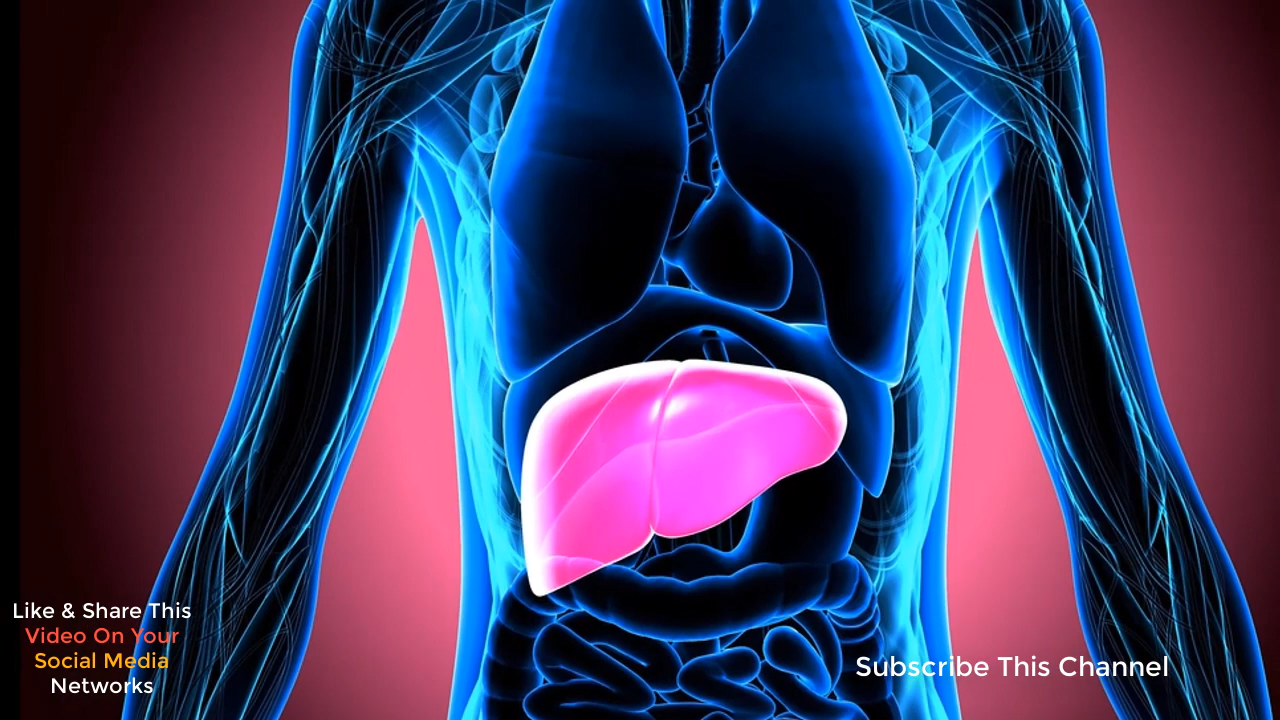 Like & Share This
Video On Your
Social Media
Networks
Subscribe This Channel